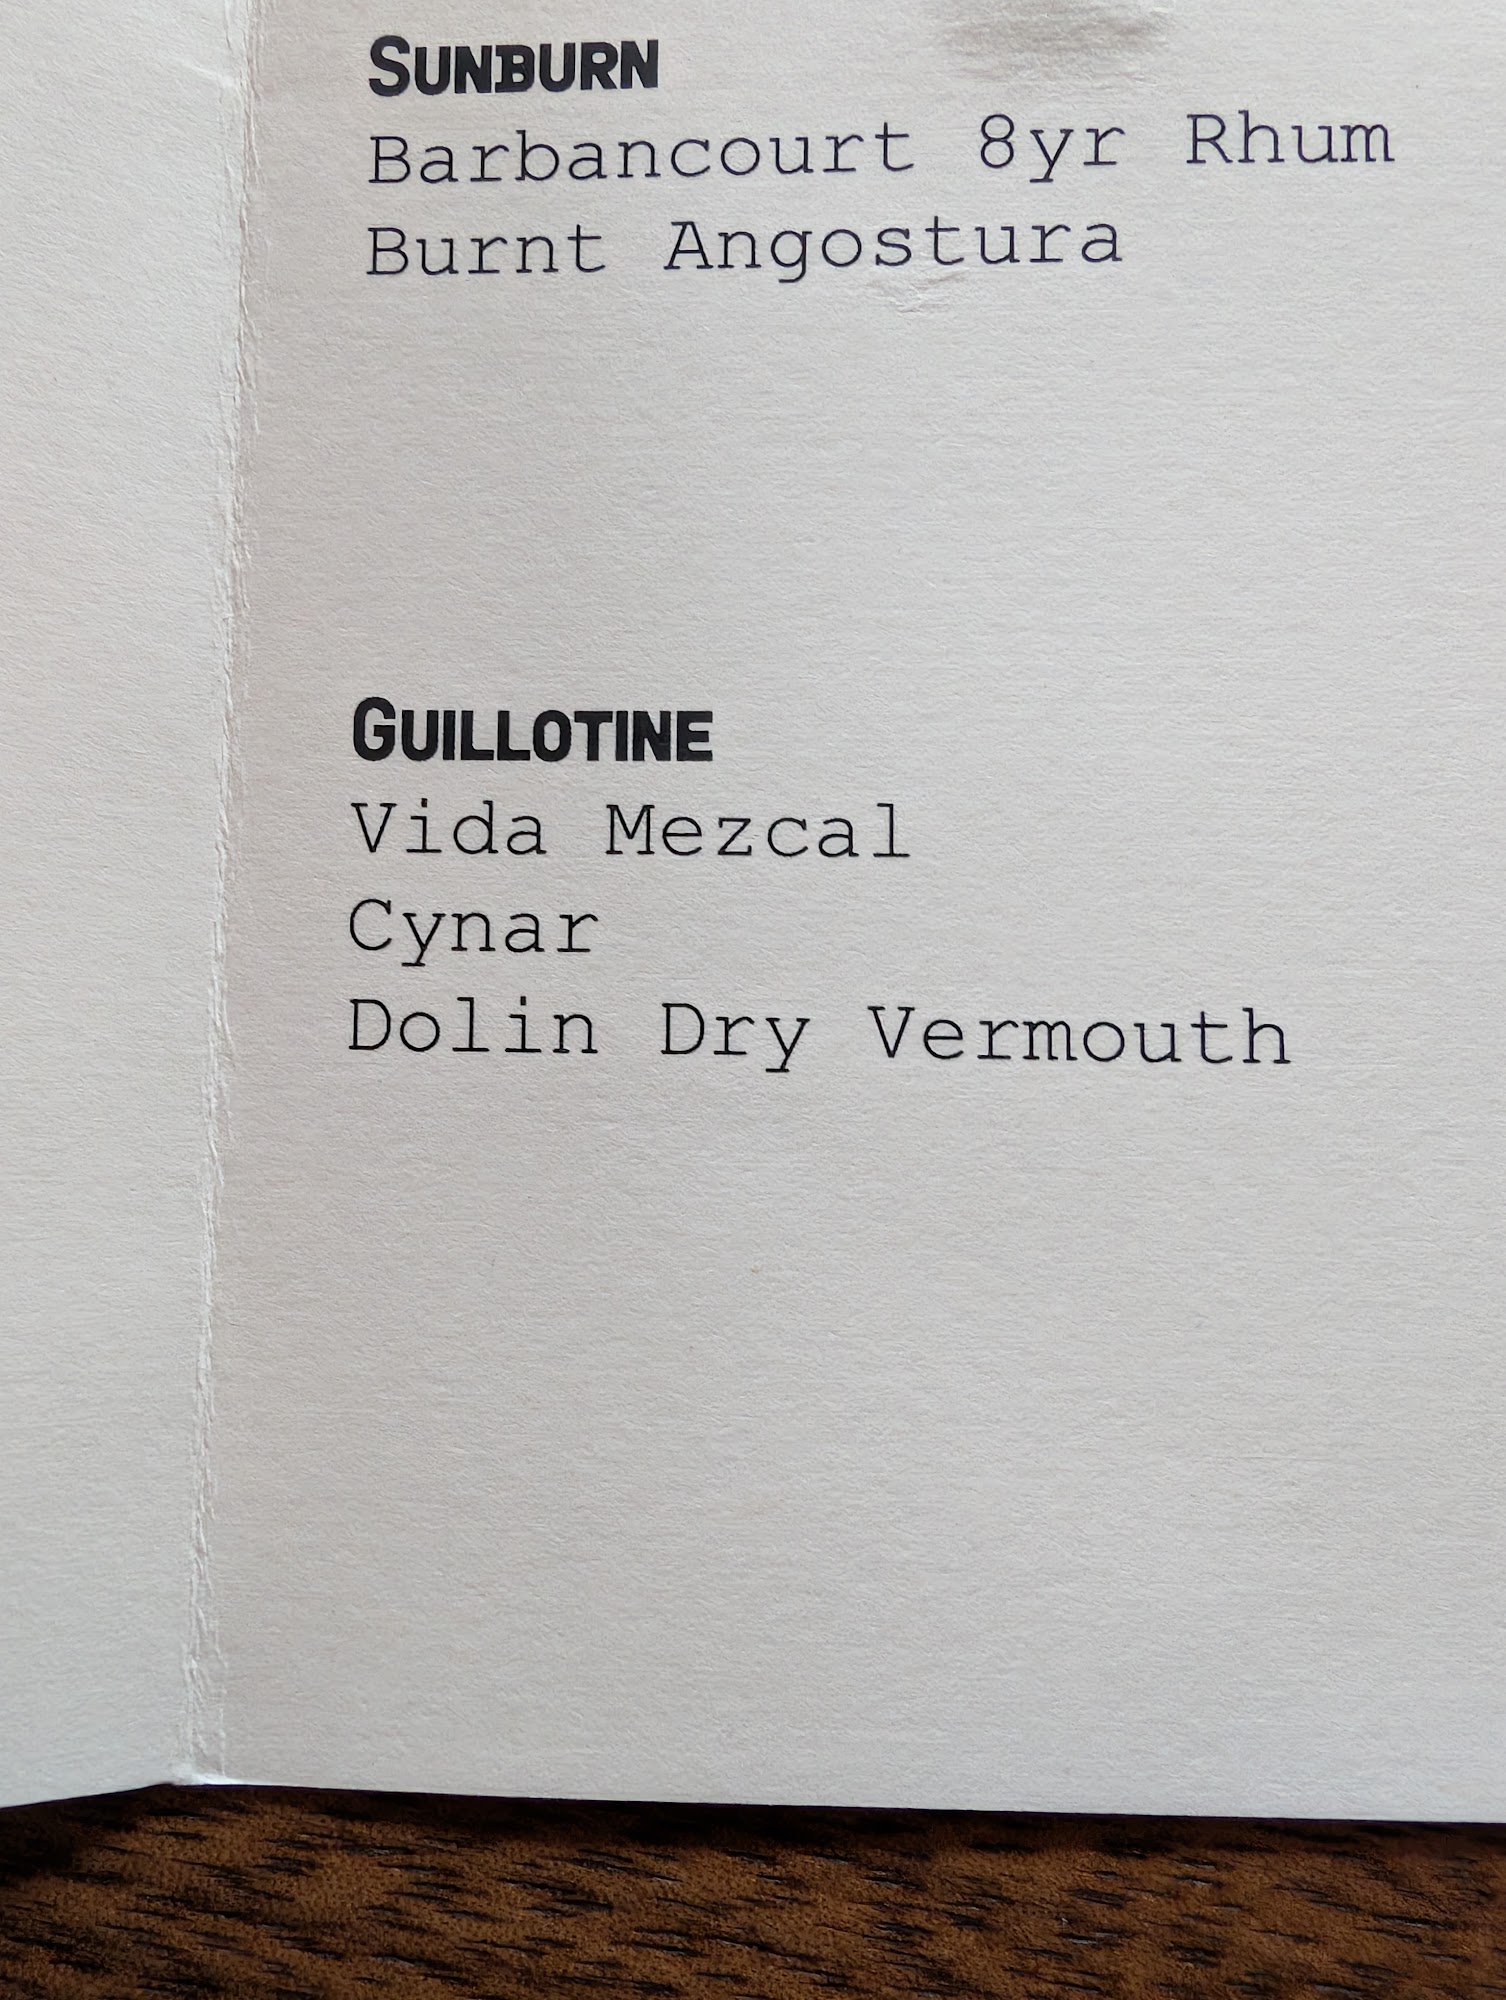 SUNBURN
Barbancourt 8yr Rhum
Burnt Angostura
GUILLOTINE
Vida Mezcal
Cynar
Dolin Dry Vermouth